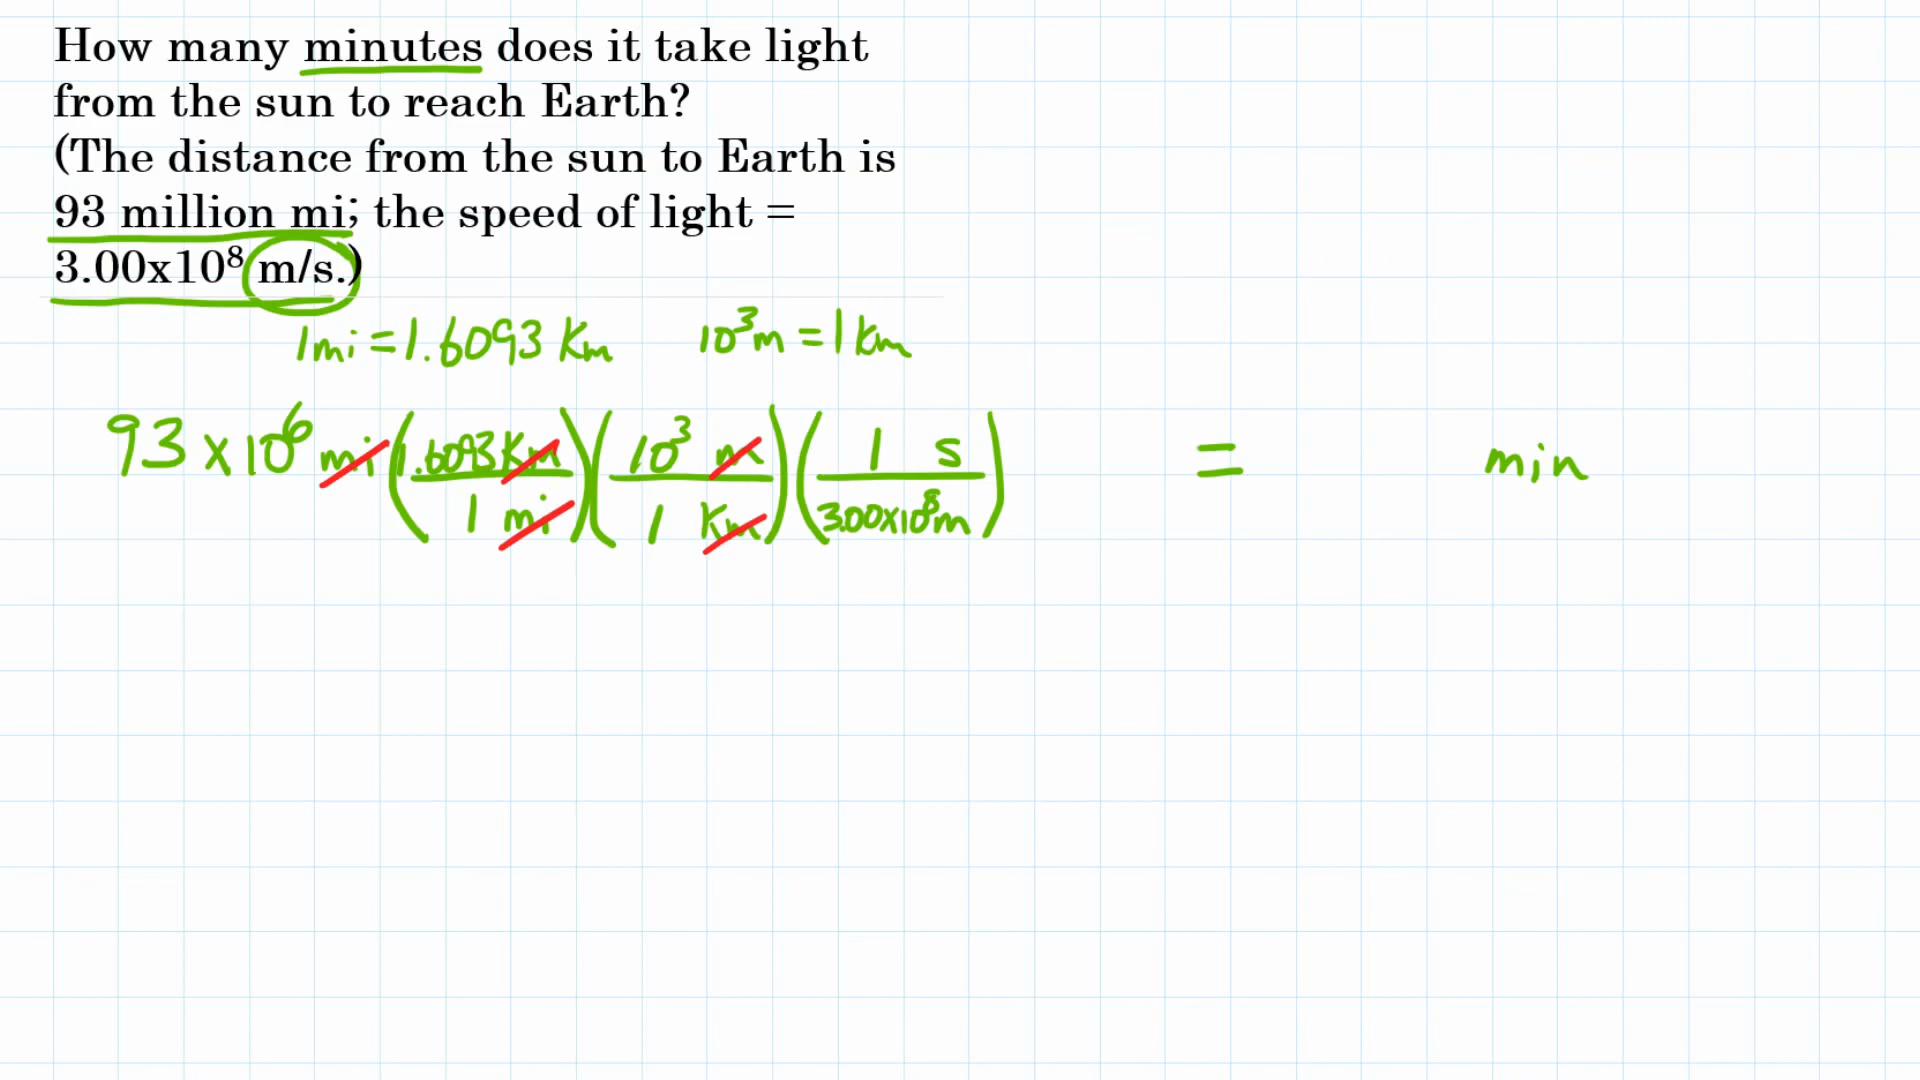 How many minutes does it take light
from the sun to reach Earth?
(The distance from the sun to Earth is
93 million mi; the speed of light =
3.00x10⁸ m/s.)
1mi = 1.6093 Km 10³m = 1 Km
93 x 10⁶ mi (1.6093 Km / 1 mi) (10³ m / 1 Km) (1 s / 3.00x10⁸m) = min